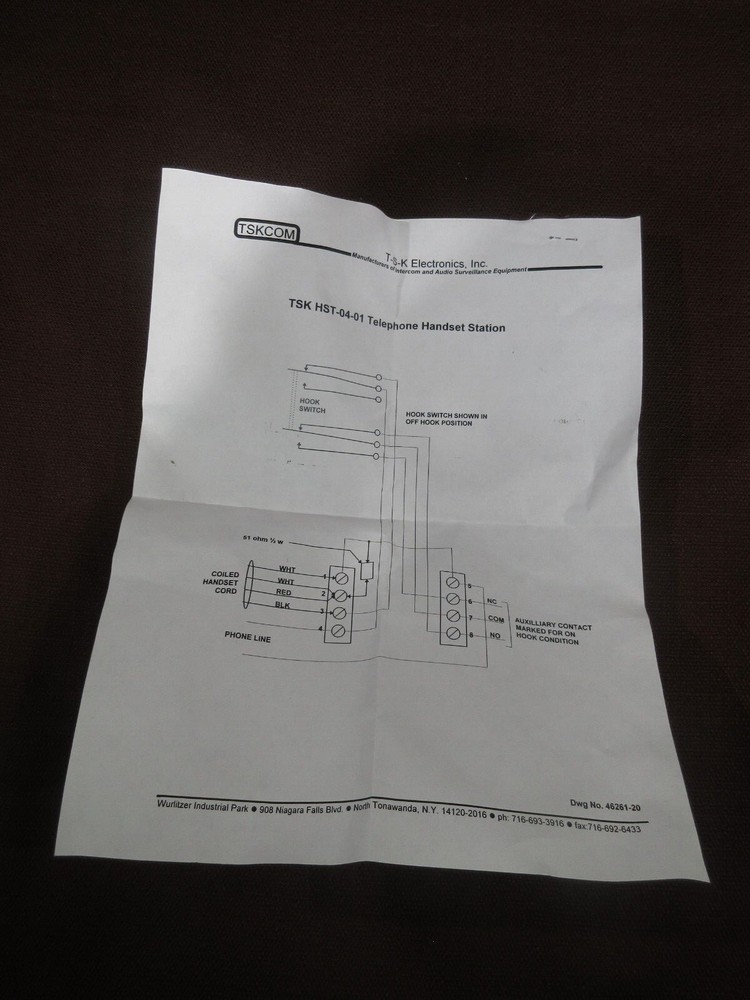 TSKCOM
T-S-K Electronics, Inc.
Manufacturers of Intercom and Audio Surveillance Equipment
TSK HST-04-01 Telephone Handset Station
HOOK
SWITCH
HOOK SWITCH SHOWN IN
OFF HOOK POSITION
61 ohm ½ w
COILED
HANDSET
CORD
WHT
WHT
RED
BLK
1
2
3
4
PHONE LINE
5
6 NC
7 COM
8 NO
AUXILLIARY CONTACT
MARKED FOR ON
HOOK CONDITION
Dwg No. 46261-20
Wurlitzer Industrial Park ● 908 Niagara Falls Blvd. ● North Tonawanda, N.Y. 14120-2016 ● ph: 716-693-3916 ● fax:716-692-6433